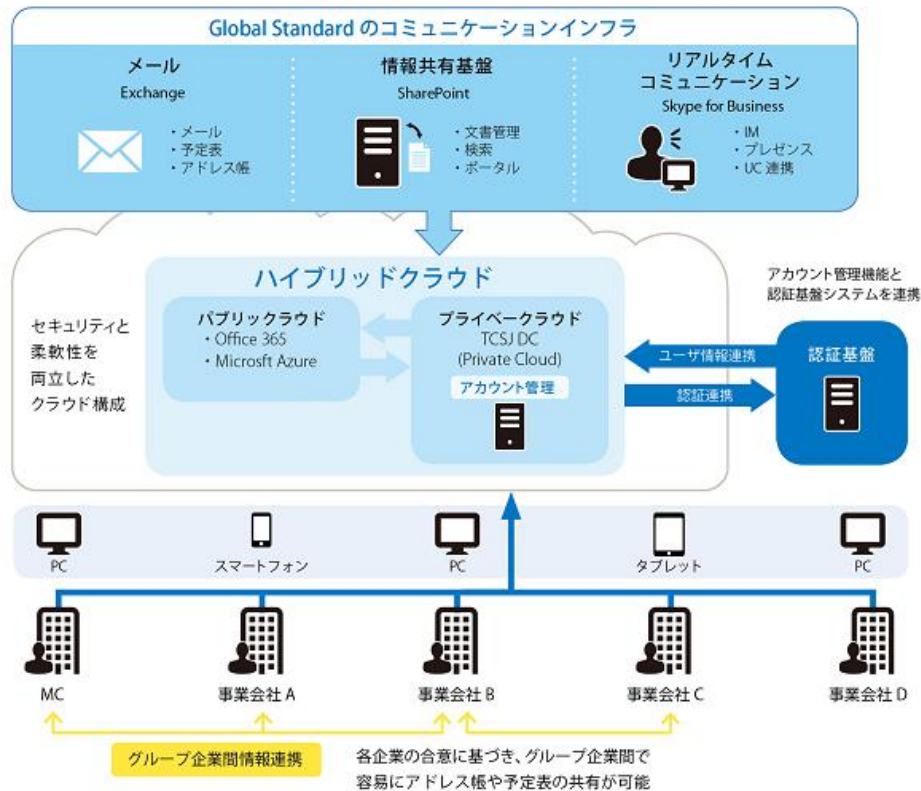 Global Standard のコミュニケーションインフラ
メール
Exchange
・メール
・予定表
・アドレス帳
情報共有基盤
SharePoint
・文書管理
・検索
・ポータル
リアルタイム
コミュニケーション
Skype for Business
・IM
・プレゼンス
・UC 連携
ハイブリッドクラウド
セキュリティと
柔軟性を
両立した
クラウド構成
パブリックラウド
・Office 365
・Microsft Azure
プライベークラウド
TCSJ DC
(Private Cloud)
アカウント管理
アカウント管理機能と
認証基盤システムを連携
ユーザ情報連携
認証連携
認証基盤
PC
スマートフォン
PC
タブレット
PC
MC
事業会社 A
事業会社 B
事業会社 C
事業会社 D
グループ企業間情報連携
各企業の合意に基づき、グループ企業間で
容易にアドレス帳や予定表の共有が可能